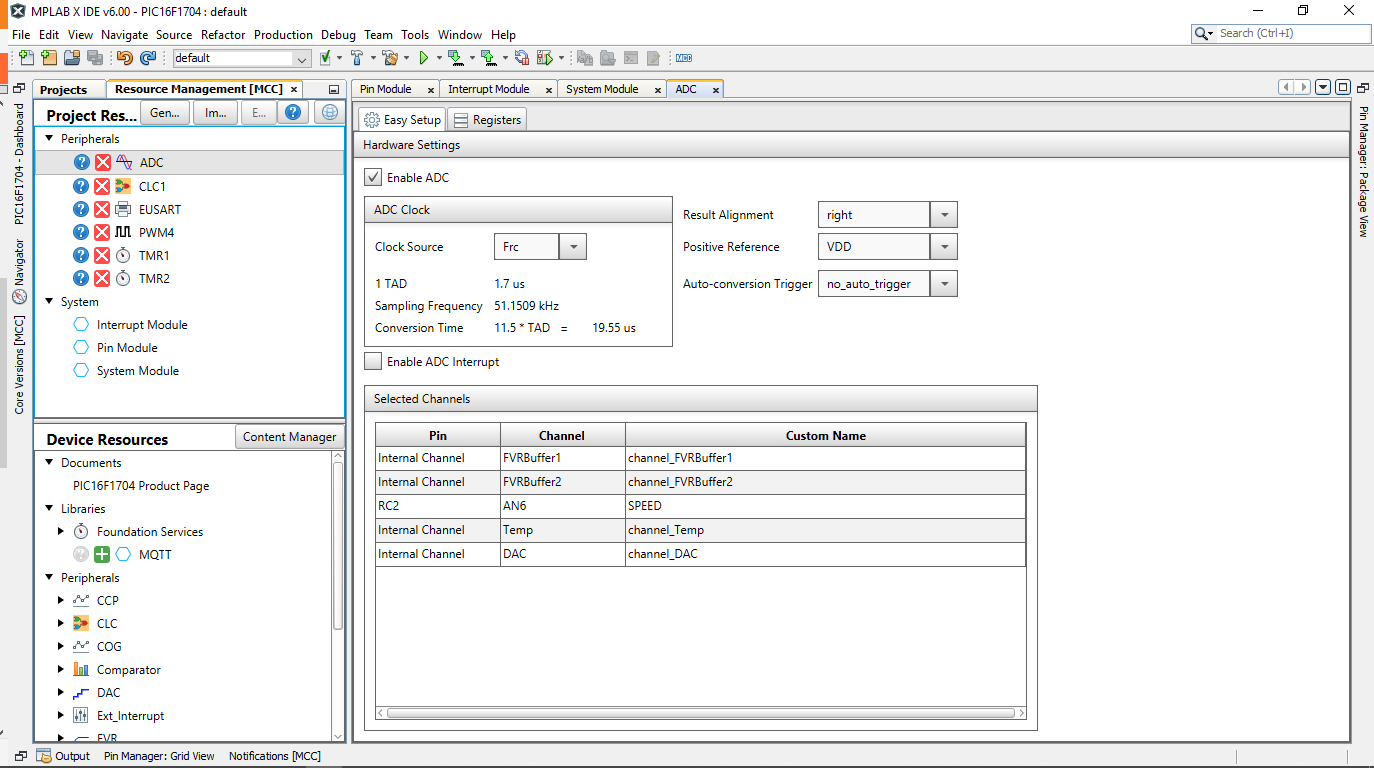 MPLAB X IDE v6.00 - PIC16F1704 : default
File Edit View Navigate Source Refactor Production Debug Team Tools Window Help
Search (Ctrl+I)
default
Projects
Resource Management [MCC] ×
Project Res...
Gen...
Im...
E...
Peripherals
ADC
CLC1
EUSART
PWM4
TMR1
TMR2
System
Interrupt Module
Pin Module
System Module
Device Resources
Content Manager
Documents
PIC16F1704 Product Page
Libraries
Foundation Services
MQTT
Peripherals
CCP
CLC
COG
Comparator
DAC
Ext_Interrupt
FVR
PIC16F1704 - Dashboard
Navigator
Core Versions [MCC]
Pin Module × Interrupt Module × System Module × ADC ×
Easy Setup Registers
Hardware Settings
Enable ADC
ADC Clock
Clock Source Frc
1 TAD 1.7 us
Sampling Frequency 51.1509 kHz
Conversion Time 11.5 * TAD = 19.55 us
Result Alignment right
Positive Reference VDD
Auto-conversion Trigger no_auto_trigger
Enable ADC Interrupt
Selected Channels
Pin Channel Custom Name
Internal Channel FVRBuffer1 channel_FVRBuffer1
Internal Channel FVRBuffer2 channel_FVRBuffer2
RC2 AN6 SPEED
Internal Channel Temp channel_Temp
Internal Channel DAC channel_DAC
Pin Manager: Package View
Output Pin Manager: Grid View Notifications [MCC]